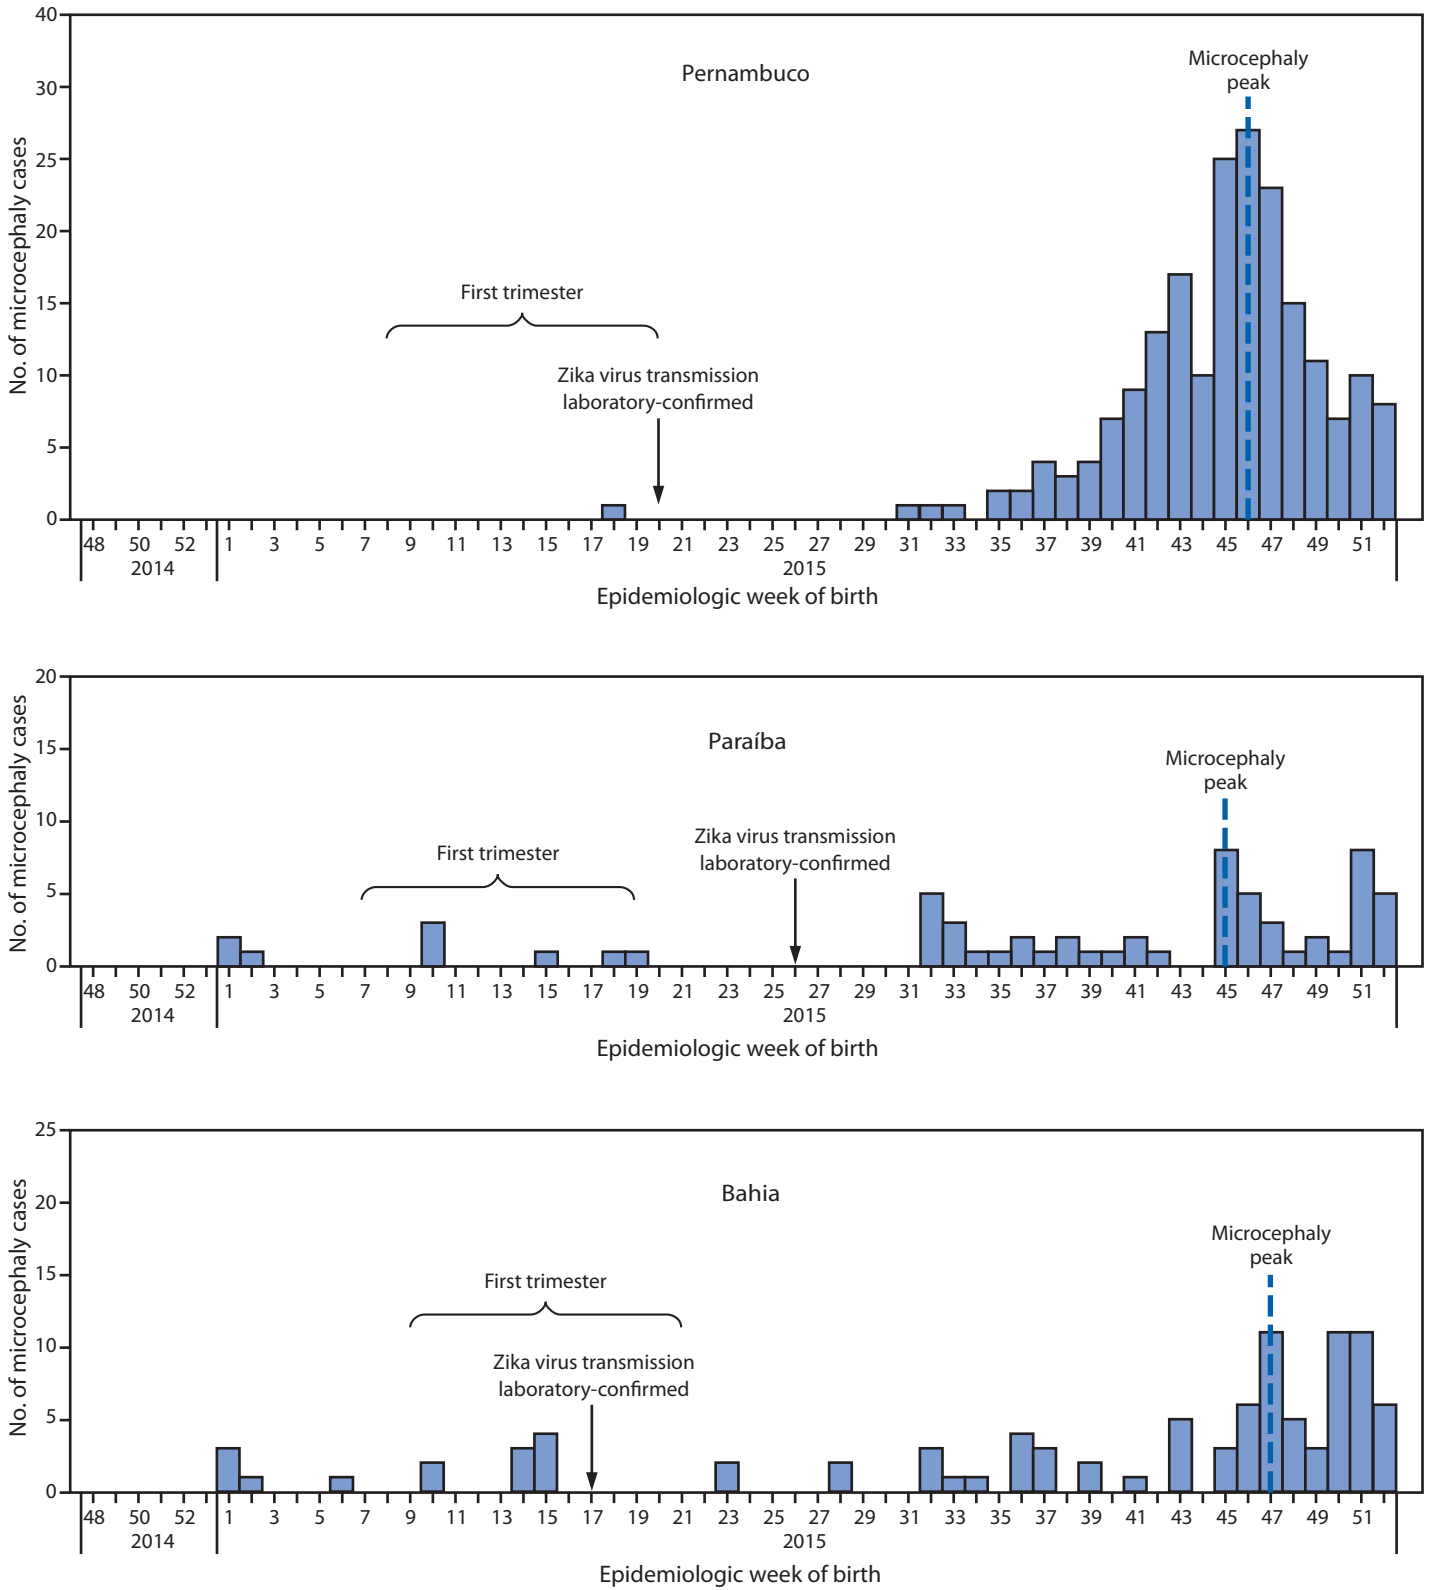 40
30
25
20
15
10
5
0
No. of microcephaly cases
Pernambuco
Microcephaly
peak
First trimester
Zika virus transmission
laboratory-confirmed
48 50 52 1 3 5 7 9 11 13 15 17 19 21 23 25 27 29 31 33 35 37 39 41 43 45 47 49 51
2014 2015
Epidemiologic week of birth
20
15
10
5
0
No. of microcephaly cases
Paraíba
Microcephaly
peak
First trimester
Zika virus transmission
laboratory-confirmed
48 50 52 1 3 5 7 9 11 13 15 17 19 21 23 25 27 29 31 33 35 37 39 41 43 45 47 49 51
2014 2015
Epidemiologic week of birth
25
20
15
10
5
0
No. of microcephaly cases
Bahia
Microcephaly
peak
First trimester
Zika virus transmission
laboratory-confirmed
48 50 52 1 3 5 7 9 11 13 15 17 19 21 23 25 27 29 31 33 35 37 39 41 43 45 47 49 51
2014 2015
Epidemiologic week of birth